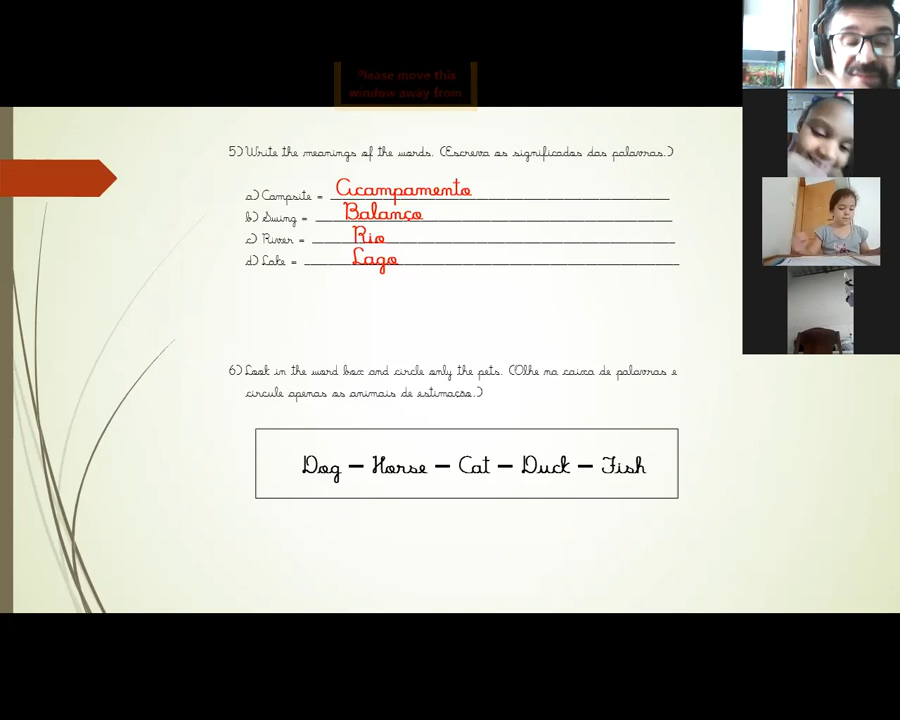 Please move this
window away from
5) Write the meanings of the words. (Escreva os significados das palavras.)
a) Campsite = Acampamento
b) Swing = Balanço
c) River = Rio
d) Lake = Lago
6) Look in the word box and circle only the pets. (Olhe na caixa de palavras e
circule apenas os animais de estimação.)
Dog – Horse – Cat – Duck – Fish